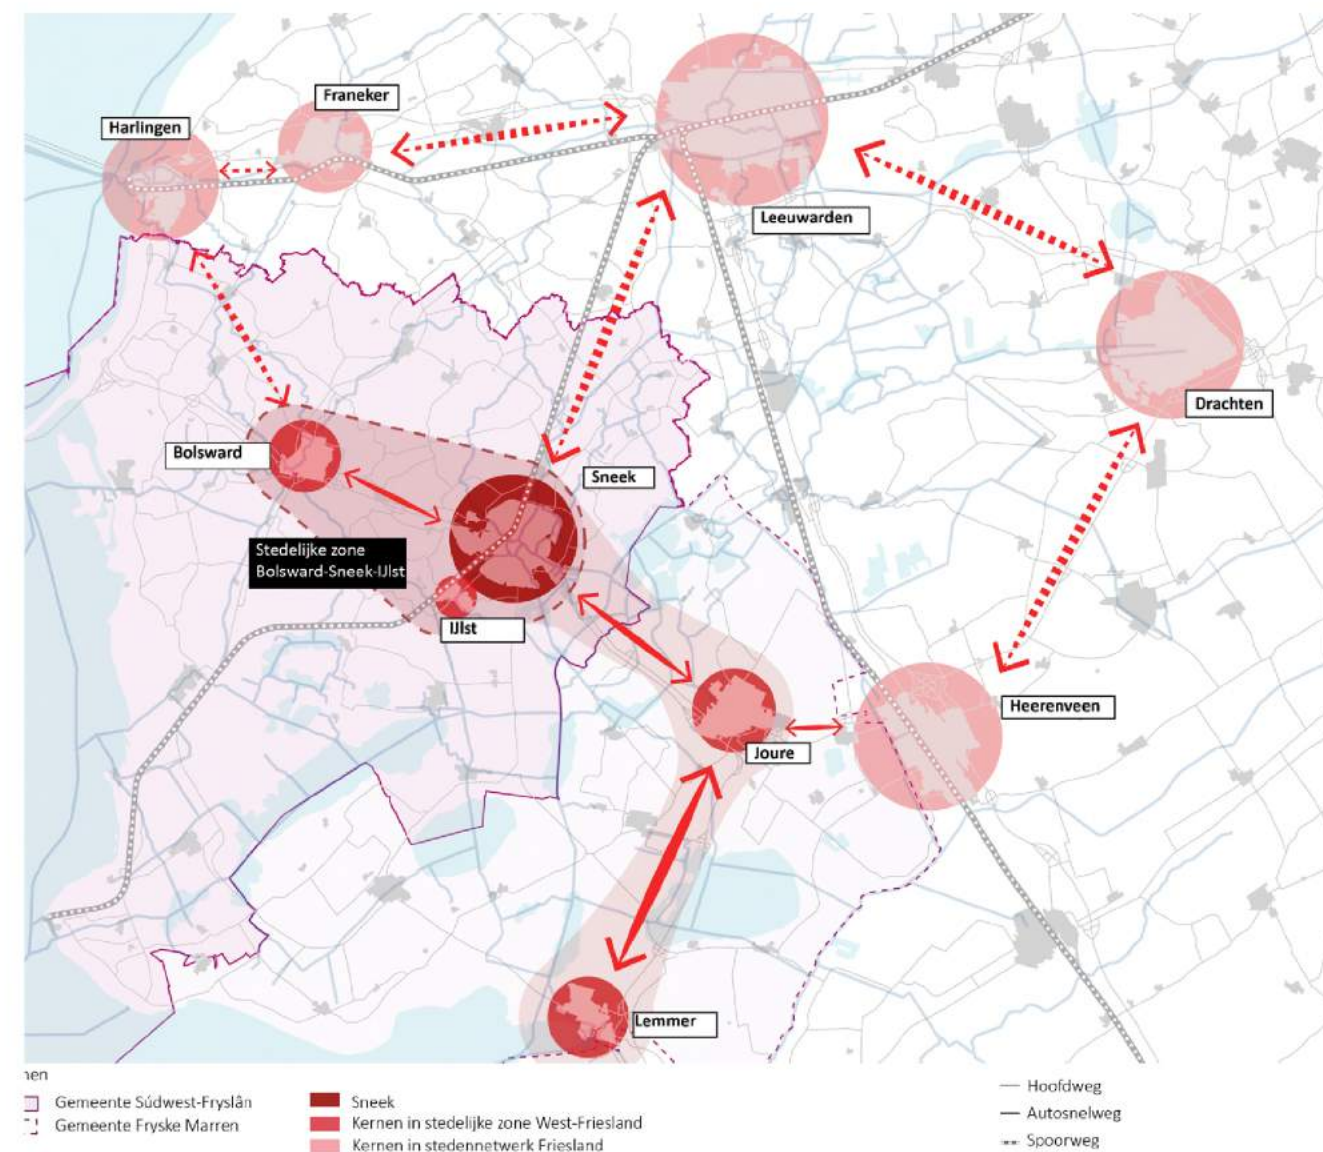 Franeker
Harlingen
Leeuwarden
Drachten
Bolsward
Sneek
Stedelijke zone
Bolsward-Sneek-IJlst
IJlst
Heerenveen
Joure
Lemmer
Gemeente Súdwest-Fryslân
Gemeente Fryske Marren
Sneek
Kernen in stedelijke zone West-Friesland
Kernen in stedennetwerk Friesland
Hoofdweg
Autosnelweg
Spoorweg